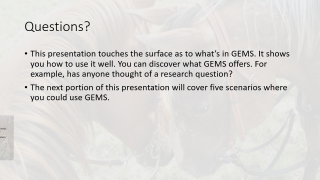 Questions?
• This presentation touches the surface as to what's in GEMS. It shows
you how to use it well. You can discover what GEMS offers. For
example, has anyone thought of a research question?
• The next portion of this presentation will cover five scenarios where
you could use GEMS.